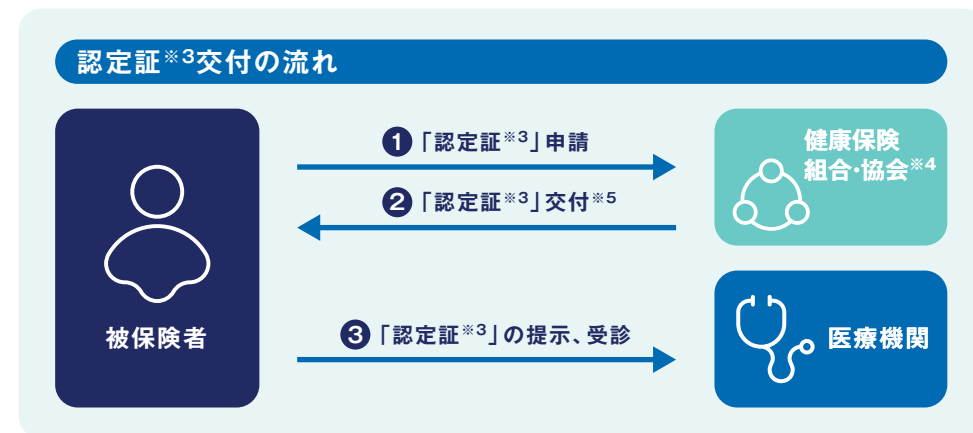 認定証※3交付の流れ
❶「認定証※3」申請
❷「認定証※3」交付※5
健康保険
組合・協会※4
被保険者
❸「認定証※3」の提示、受診
医療機関